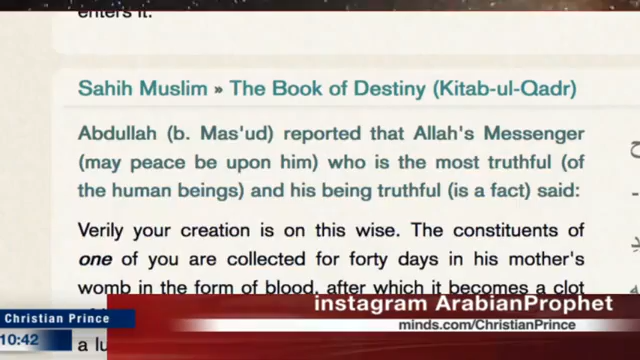 enters it.
Sahih Muslim » The Book of Destiny (Kitab-ul-Qadr)
Abdullah (b. Mas'ud) reported that Allah's Messenger
(may peace be upon him) who is the most truthful (of
the human beings) and his being truthful (is a fact) said:
Verily your creation is on this wise. The constituents of
one of you are collected for forty days in his mother's
womb in the form of blood, after which it becomes a clot
a lu
instagram ArabianProphet
minds.com/ChristianPrince
Christian Prince
10:42